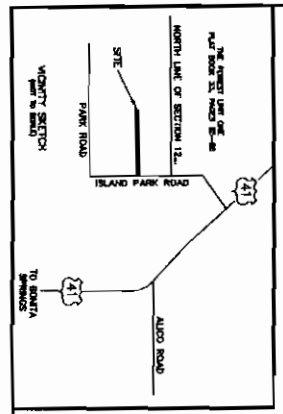 THE FOREST UNIT ONE
PLAT BOOK 33, PAGES
41
NORTH LINE OF SECTION 12
SITE
ISLAND PARK ROAD
PARK ROAD
ALICO ROAD
41
TO BONITA
SPRINGS
VICINITY SKETCH
(NOT TO SCALE)